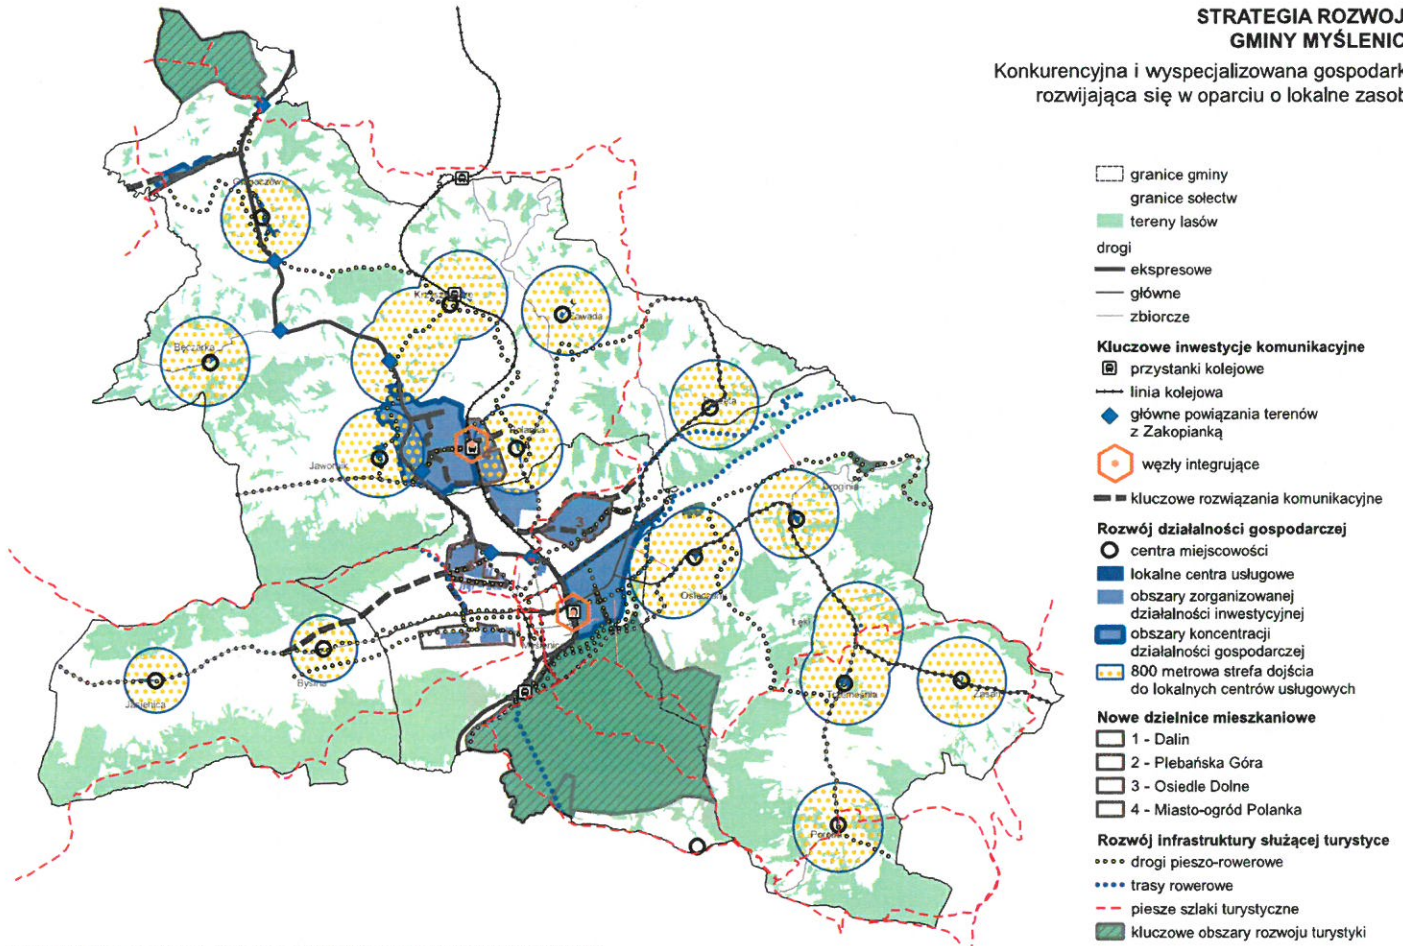 STRATEGIA ROZWOJ
GMINY MYŚLENIC
Konkurencyjna i wyspecjalizowana gospodark
rozwijająca się w oparciu o lokalne zasob
granice gminy
granice sołectw
tereny lasów
drogi
ekspresowe
główne
zbiorcze
Kluczowe inwestycje komunikacyjne
przystanki kolejowe
linia kolejowa
główne powiązania terenów
z Zakopianką
węzły integrujące
kluczowe rozwiązania komunikacyjne
Rozwój działalności gospodarczej
centra miejscowości
lokalne centra usługowe
obszary zorganizowanej
działalności inwestycyjnej
obszary koncentracji
działalności gospodarczej
800 metrowa strefa dojścia
do lokalnych centrów usługowych
Nowe dzielnice mieszkaniowe
1 - Dalin
2 - Plebańska Góra
3 - Osiedle Dolne
4 - Miasto-ogród Polanka
Rozwój infrastruktury służącej turystyce
drogi pieszo-rowerowe
trasy rowerowe
piesze szlaki turystyczne
kluczowe obszary rozwoju turystyki
Bęczarka
Zawada
Polanka
Jawornik
3
Droginia
Osieczany
Łęki
Trzemeśnia
Bysina
Jasienica